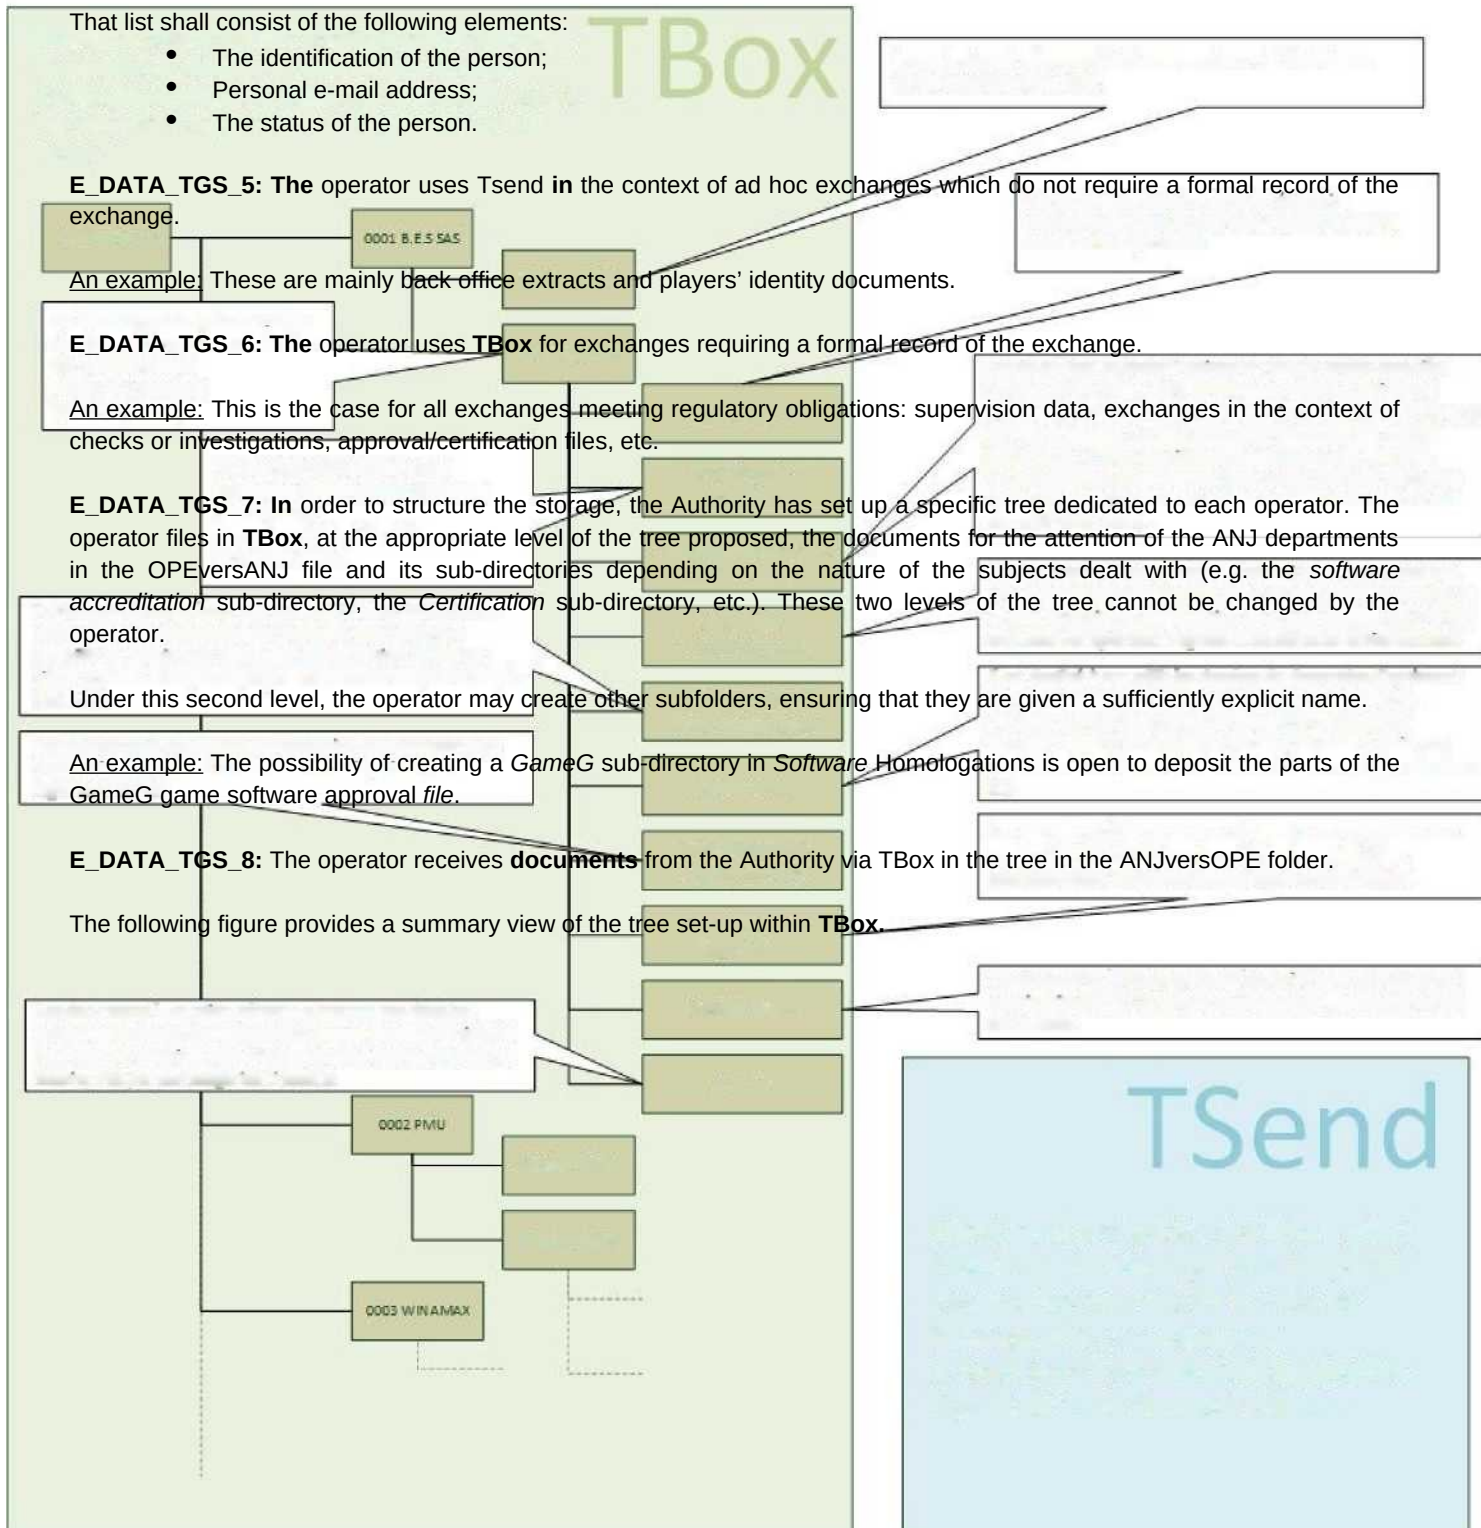 TBox
That list shall consist of the following elements:
• The identification of the person;
• Personal e-mail address;
• The status of the person.
E_DATA_TGS_5: The operator uses Tsend in the context of ad hoc exchanges which do not require a formal record of the
exchange.
0001 B.E.S SAS
An example: These are mainly back office extracts and players’ identity documents.
E_DATA_TGS_6: The operator uses TBox for exchanges requiring a formal record of the exchange.
An example: This is the case for all exchanges meeting regulatory obligations: supervision data, exchanges in the context of
checks or investigations, approval/certification files, etc.
E_DATA_TGS_7: In order to structure the storage, the Authority has set up a specific tree dedicated to each operator. The
operator files in TBox, at the appropriate level of the tree proposed, the documents for the attention of the ANJ departments
in the OPEversANJ file and its sub-directories depending on the nature of the subjects dealt with (e.g. the software
accreditation sub-directory, the Certification sub-directory, etc.). These two levels of the tree cannot be changed by the
operator.
Under this second level, the operator may create other subfolders, ensuring that they are given a sufficiently explicit name.
An example: The possibility of creating a GameG sub-directory in Software Homologations is open to deposit the parts of the
GameG game software approval file.
E_DATA_TGS_8: The operator receives documents from the Authority via TBox in the tree in the ANJversOPE folder.
The following figure provides a summary view of the tree set-up within TBox.
TSend
0002 PMU
0003 WINAMAX